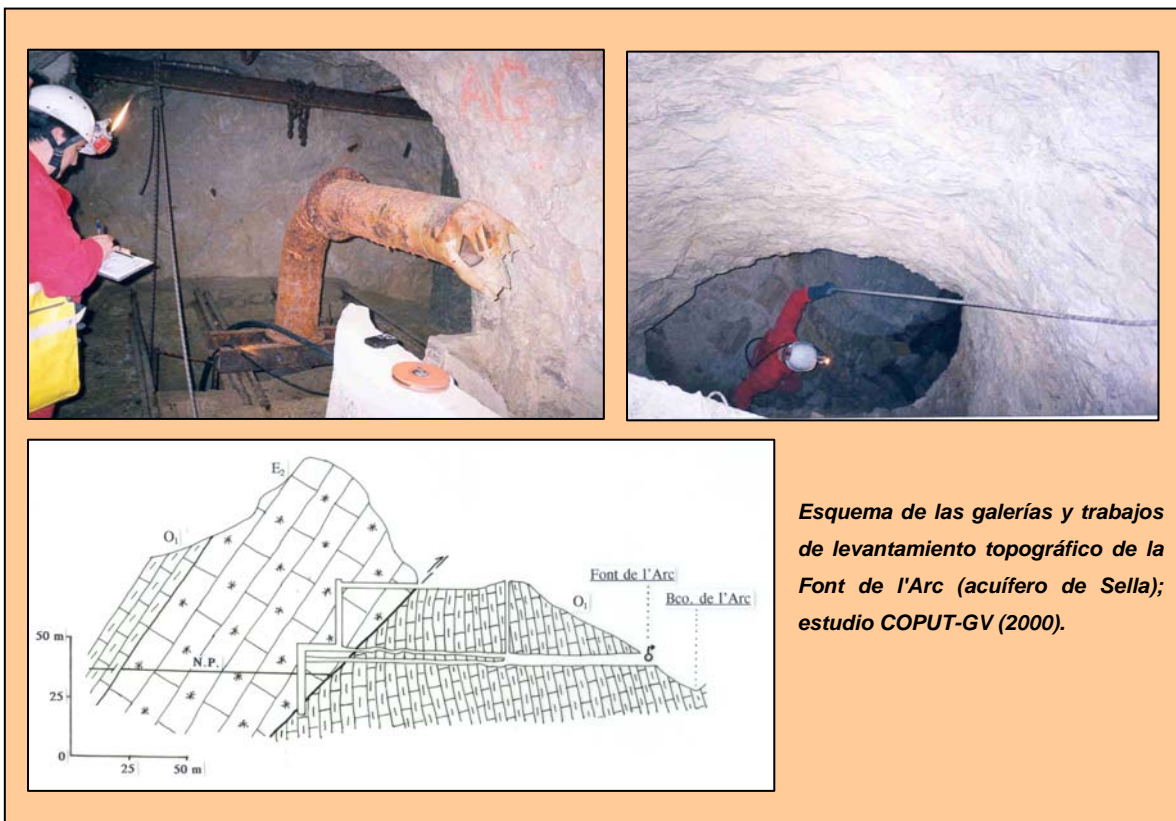 AG
E₂
O₁
Font de l'Arc
Bco. de l'Arc
O₁
50 m
N.P.
25
0
25
50 m
Esquema de las galerías y trabajos
de levantamiento topográfico de la
Font de l'Arc (acuífero de Sella);
estudio COPUT-GV (2000).